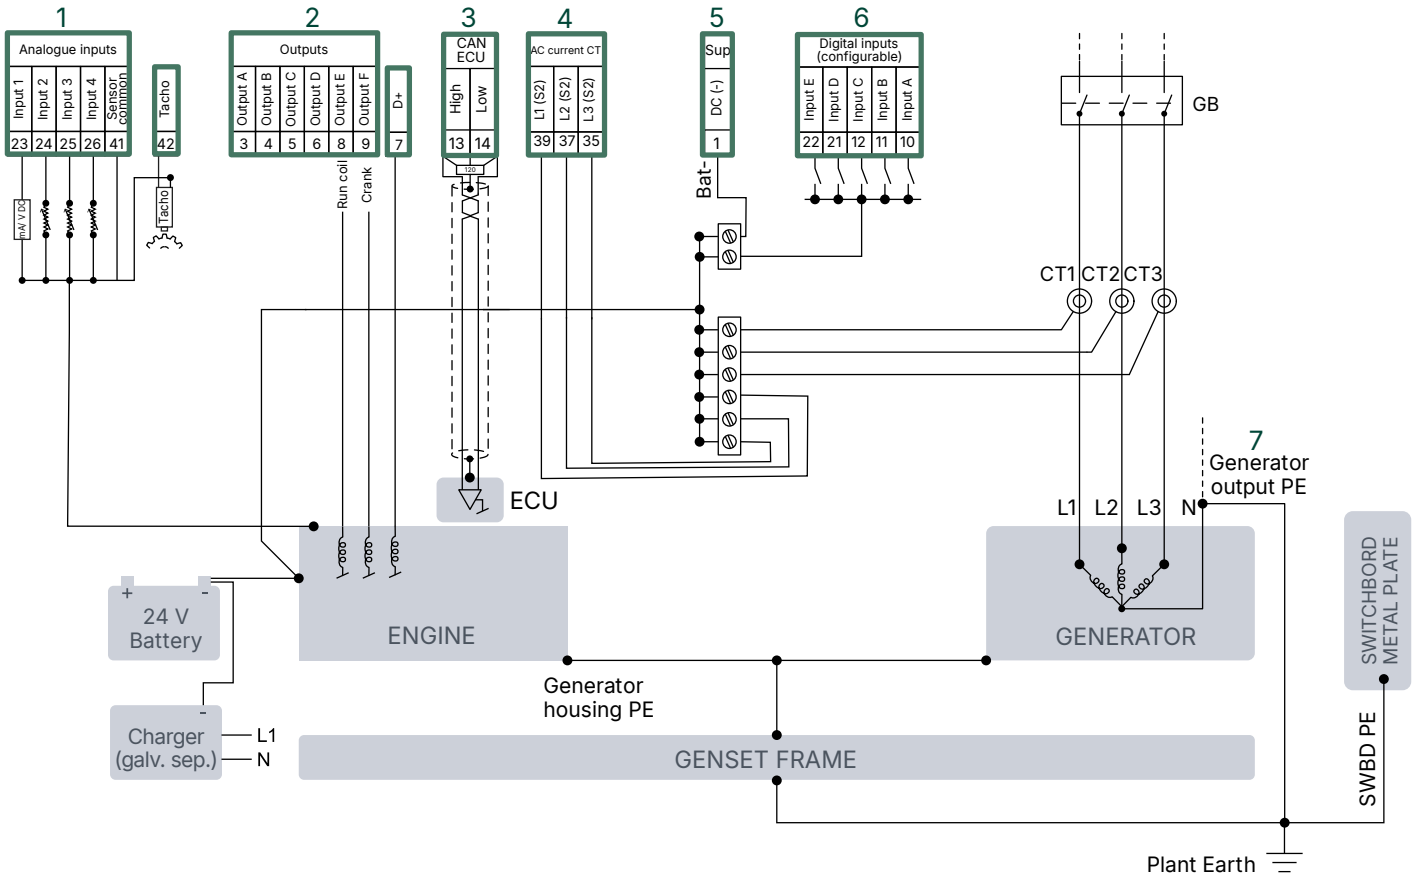 1
2
3
4
5
6
Analogue inputs
Input 1
Input 2
Input 3
Input 4
Sensor
common
23
24
25
26
41
Tacho
42
Outputs
Output A
Output B
Output C
Output D
Output E
Output F
3
4
5
6
8
9
D+
7
CAN
ECU
High
Low
13
14
120
AC current CT
L1 (S2)
L2 (S2)
L3 (S2)
39
37
35
Sup
DC (-)
1
Digital inputs
(configurable)
Input E
Input D
Input C
Input B
Input A
22
21
12
11
10
GB
Run coil
Crank
Bat-
mA/ V DC
Tacho
CT1
CT2
CT3
7
Generator
output PE
L1
L2
L3
N
ECU
+
-
24 V
Battery
ENGINE
GENERATOR
SWITCHBORD
METAL PLATE
Generator
housing PE
-
Charger
(galv. sep.)
L1
N
GENSET FRAME
SWBD PE
Plant Earth